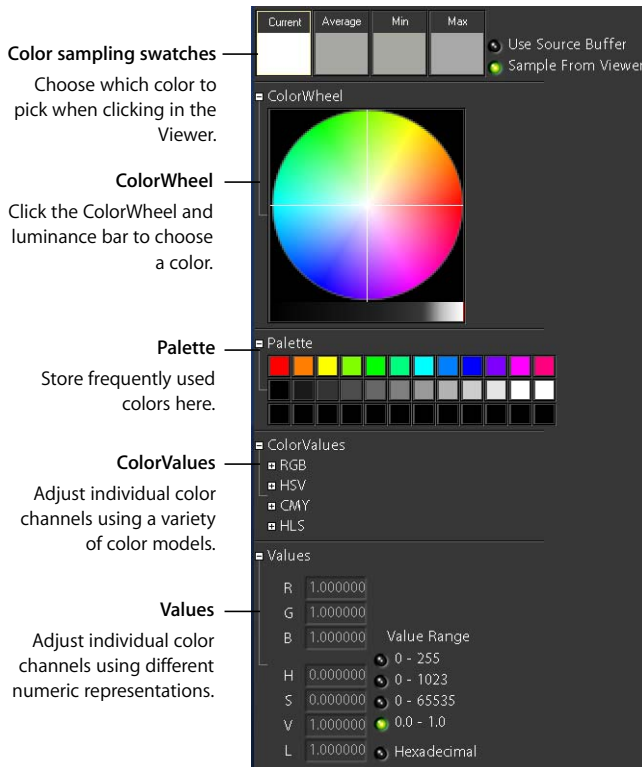 Current Average Min Max
Use Source Buffer
Sample From Viewer
Color sampling swatches
Choose which color to
pick when clicking in the
Viewer.
ColorWheel
ColorWheel
Click the ColorWheel and
luminance bar to choose
a color.
Palette
Palette
Store frequently used
colors here.
ColorValues
RGB
HSV
CMY
HLS
ColorValues
Adjust individual color
channels using a variety
of color models.
Values
R 1.000000
G 1.000000
B 1.000000
H 0.000000
S 0.000000
V 1.000000
L 1.000000
Value Range
0 - 255
0 - 1023
0 - 65535
0.0 - 1.0
Hexadecimal
Values
Adjust individual color
channels using different
numeric representations.